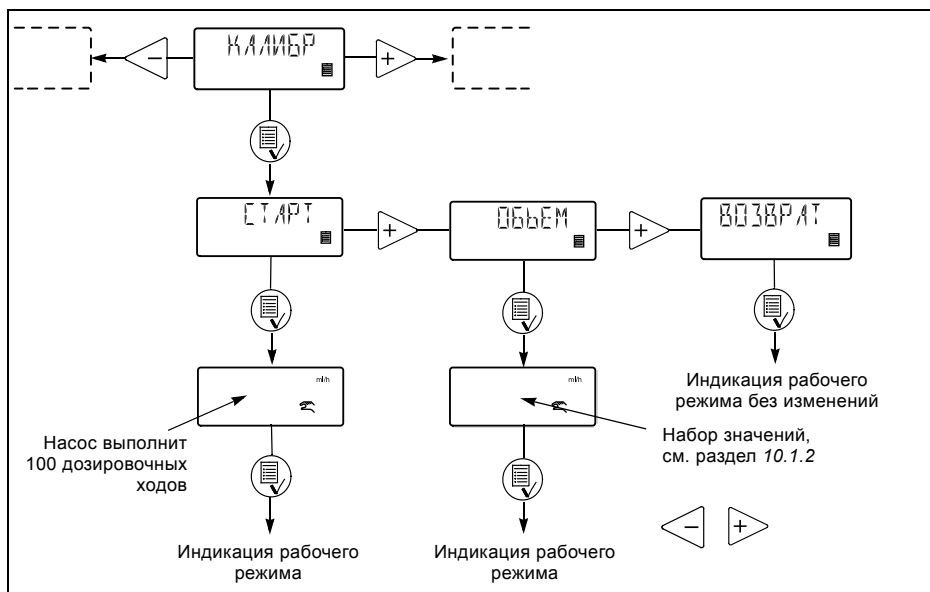 КАЛИБР
−
+
СТАРТ
+
ОБЬЕМ
+
ВОЗВРАТ
ml/h
ml/h
Насос выполнит
100 дозировочных
ходов
Набор значений,
см. раздел 10.1.2
Индикация рабочего
режима без изменений
− +
Индикация рабочего
режима
Индикация рабочего
режима